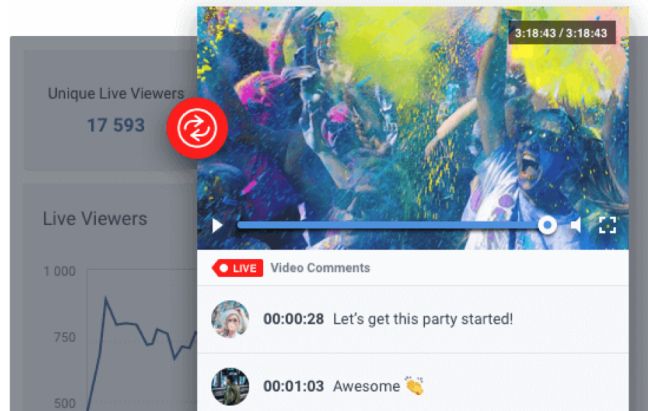 3:18:43 / 3:18:43
Unique Live Viewers
17 593
Live Viewers
1 000
750
500
LIVE Video Comments
00:00:28 Let's get this party started!
00:01:03 Awesome 👏